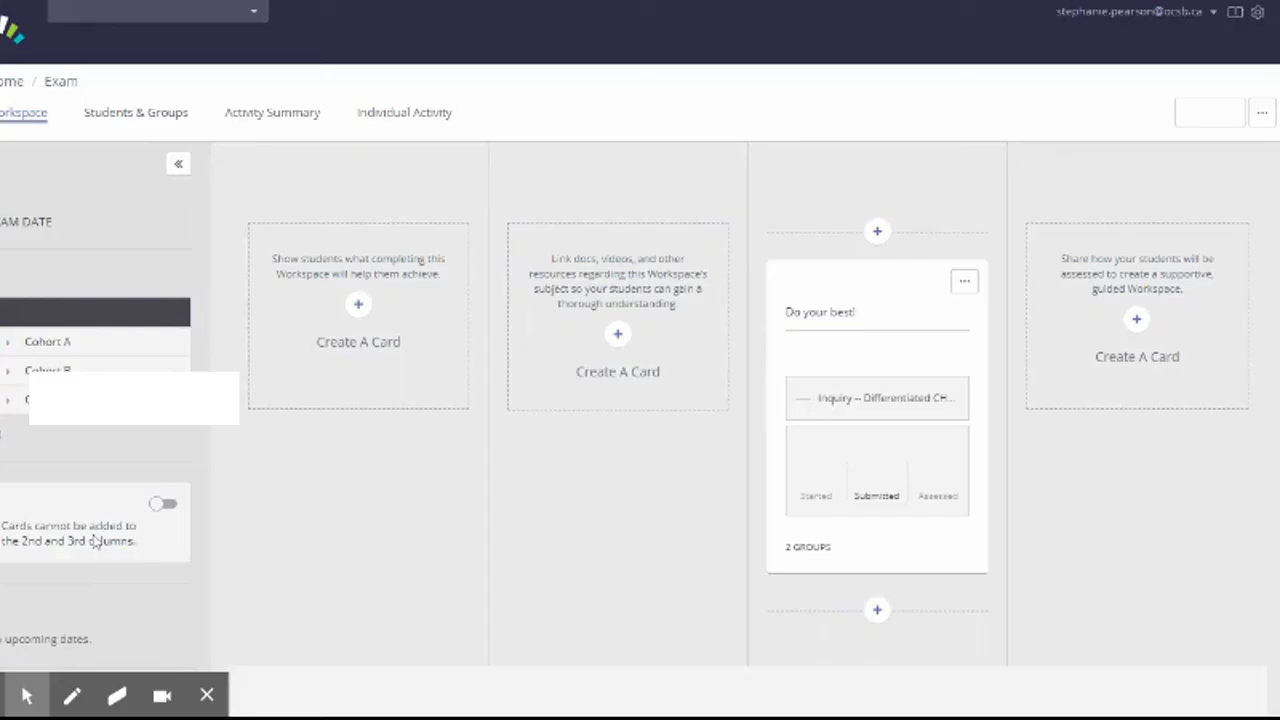 stephanie.pearson@ocsb.ca
ome / Exam
orkspace Students & Groups Activity Summary Individual Activity
AM DATE
Show students what completing this
Workspace will help them achieve.
Create A Card
Link docs, videos, and other
resources regarding this Workspace's
subject so your students can gain a
thorough understanding.
Create A Card
Do your best!
Inquiry -- Differentiated CH...
Started Submitted Assessed
2 GROUPS
Share how your students will be
assessed to create a supportive,
guided Workspace.
Create A Card
Cohort A
Cohort B
Cards cannot be added to
the 2nd and 3rd columns.
upcoming dates.